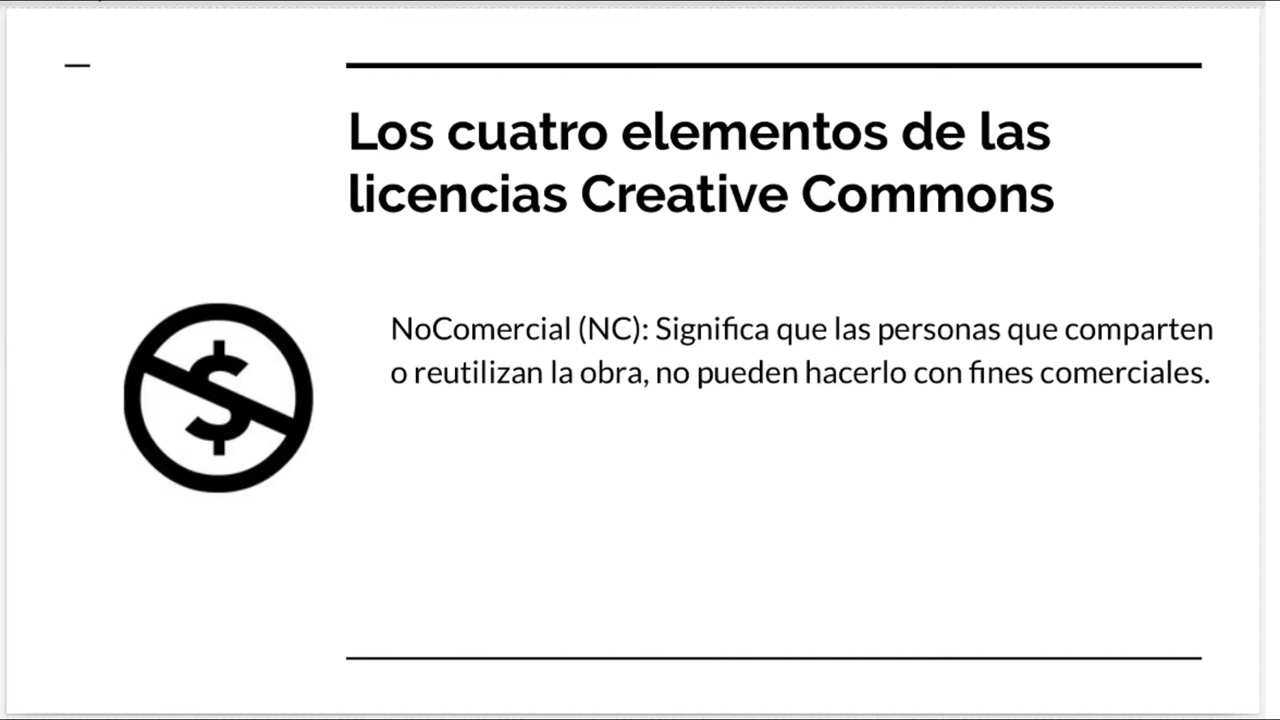 Los cuatro elementos de las
licencias Creative Commons
NoComercial (NC): Significa que las personas que comparten
o reutilizan la obra, no pueden hacerlo con fines comerciales.